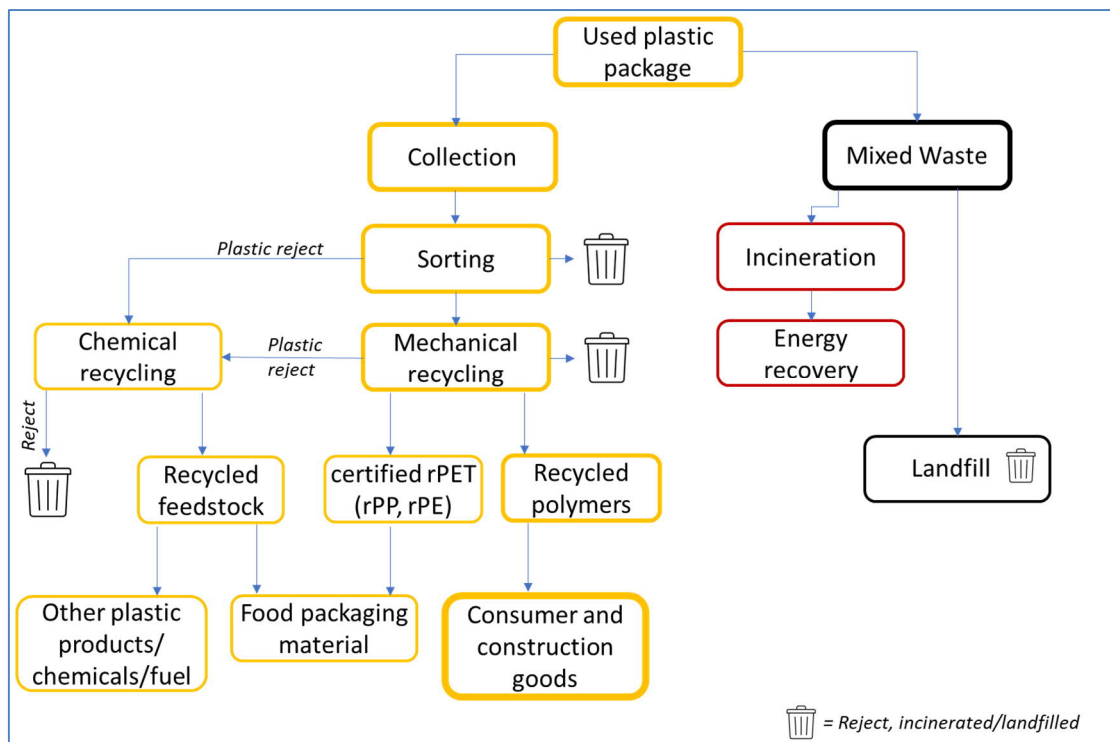 Used plastic
package
Collection
Mixed Waste
Plastic reject
Sorting
Incineration
Chemical
recycling
Plastic
reject
Mechanical
recycling
Energy
recovery
Reject
Recycled
feedstock
certified rPET
(rPP, rPE)
Recycled
polymers
Landfill
Other plastic
products/
chemicals/fuel
Food packaging
material
Consumer and
construction
goods
= Reject, incinerated/landfilled